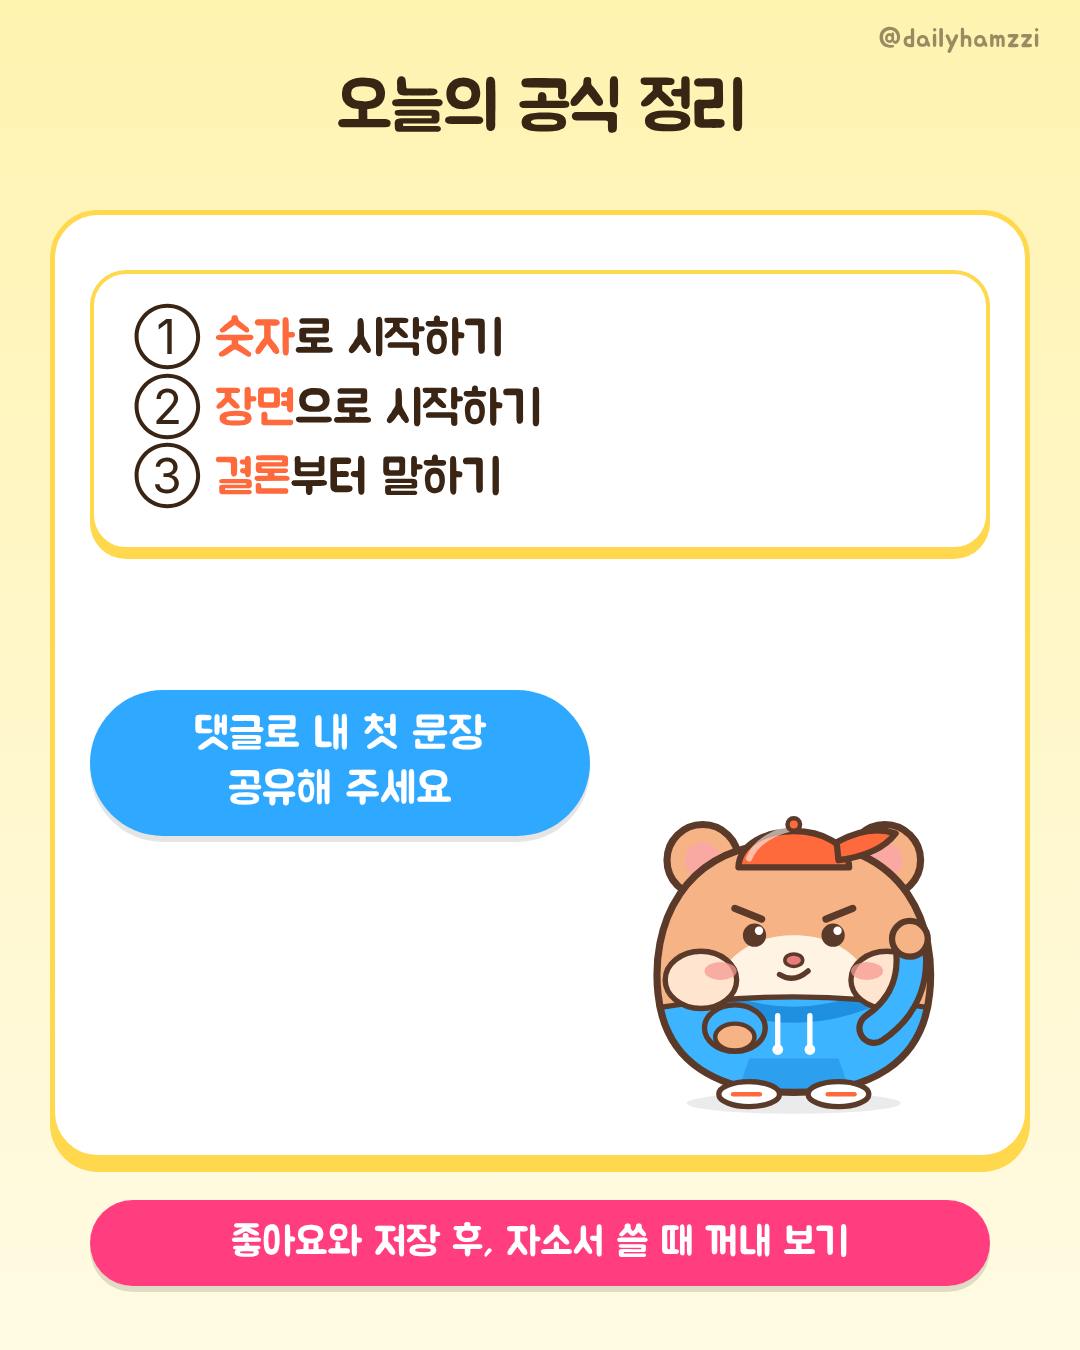 @dailyhamzzi
오늘의 공식 정리
① 숫자로 시작하기
② 장면으로 시작하기
③ 결론부터 말하기
댓글로 내 첫 문장
공유해 주세요
좋아요와 저장 후, 자소서 쓸 때 꺼내 보기